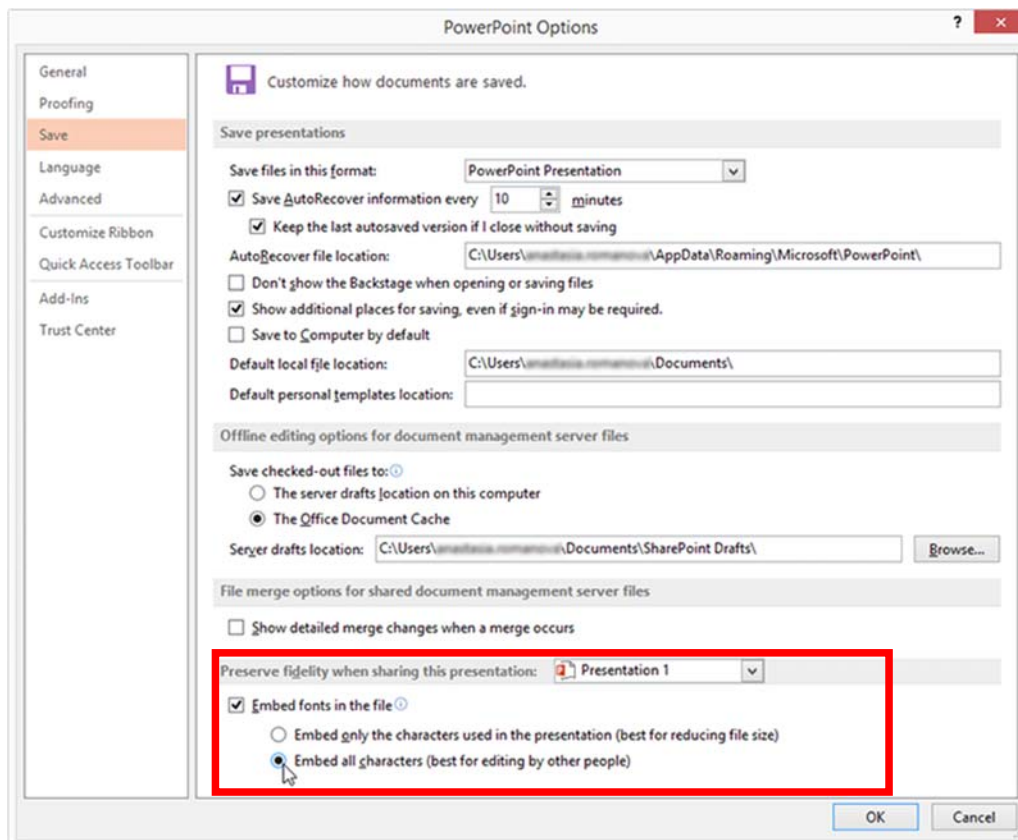 PowerPoint Options
?
General
Proofing
Save
Language
Advanced
Customize Ribbon
Quick Access Toolbar
Add-Ins
Trust Center
Customize how documents are saved.
Save presentations
Save files in this format: PowerPoint Presentation
Save AutoRecover information every 10 minutes
Keep the last autosaved version if I close without saving
AutoRecover file location: C:\Users\ \AppData\Roaming\Microsoft\PowerPoint\
Don't show the Backstage when opening or saving files
Show additional places for saving, even if sign-in may be required.
Save to Computer by default
Default local file location: C:\Users\ \Documents\
Default personal templates location:
Offline editing options for document management server files
Save checked-out files to:
The server drafts location on this computer
The Office Document Cache
Server drafts location: C:\Users\ \Documents\SharePoint Drafts\ Browse...
File merge options for shared document management server files
Show detailed merge changes when a merge occurs
Preserve fidelity when sharing this presentation: Presentation 1
Embed fonts in the file
Embed only the characters used in the presentation (best for reducing file size)
Embed all characters (best for editing by other people)
OK Cancel